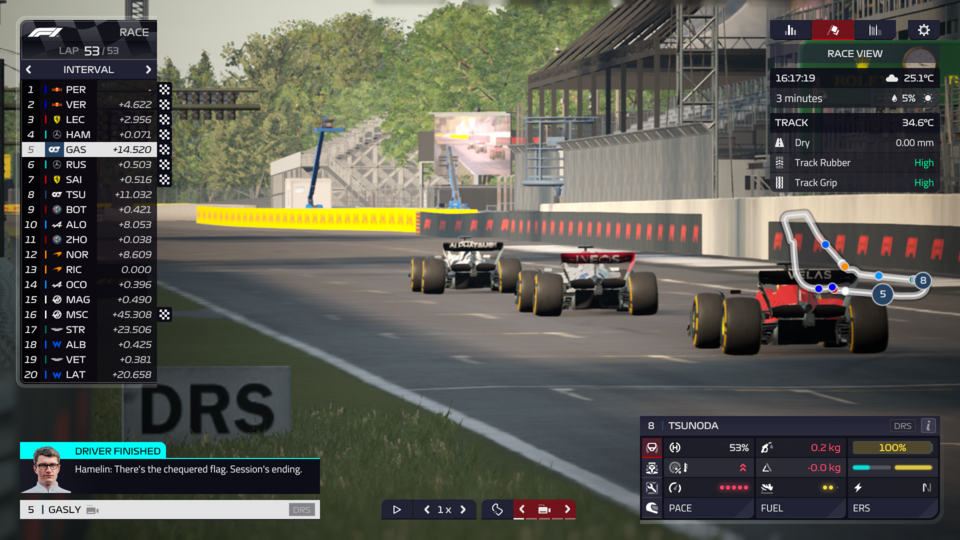 F1 RACE
LAP 53/53
INTERVAL
1 PER -
2 VER +4.622
3 LEC +2.956
4 HAM +0.071
5 GAS +14.520
6 RUS +0.503
7 SAI +0.516
8 TSU +11.032
9 BOT +0.421
10 ALO +8.053
11 ZHO +0.038
12 NOR +8.609
13 RIC 0.000
14 OCO +0.396
15 MAG +0.490
16 MSC +45.308
17 STR +23.506
18 ALB +0.425
19 VET +0.381
20 LAT +20.658
RACE VIEW
16:17:19 25.1°C
3 minutes 5%
TRACK 34.6°C
Dry 0.00 mm
Track Rubber High
Track Grip High
8
5
INEOS
VELAS
DRS
DRIVER FINISHED
Hamelin: There's the chequered flag. Session's ending.
5 GASLY DRS
1x
8 TSUNODA DRS i
53% 0.2 kg 100%
-0.0 kg
N
PACE FUEL ERS